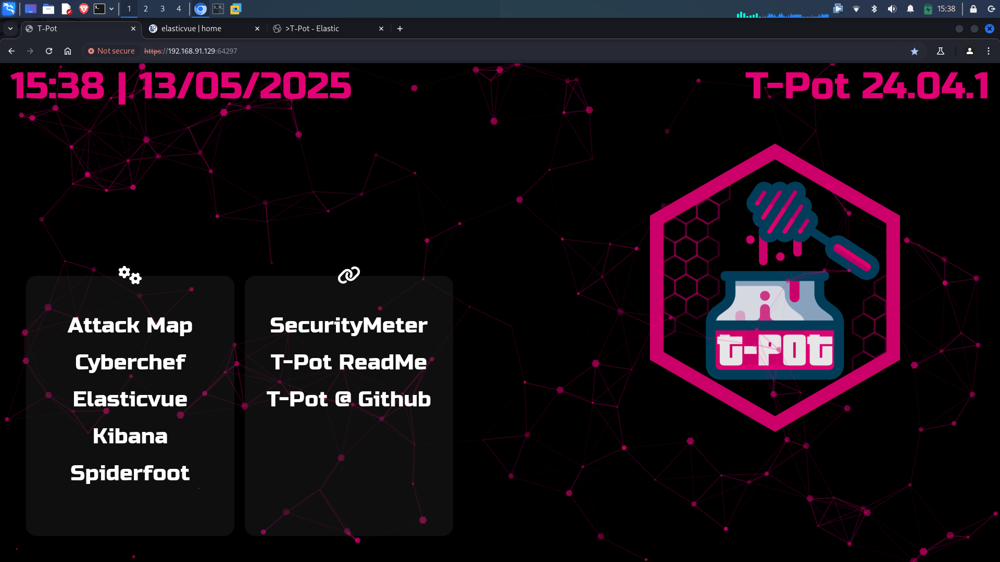 1 2 3 4 15:38
T-Pot elasticvue | home >T-Pot - Elastic
Not secure https://192.168.91.129:64297
15:38 | 13/05/2025 T-Pot 24.04.1
Attack Map
Cyberchef
Elasticvue
Kibana
Spiderfoot
SecurityMeter
T-Pot ReadMe
T-Pot @ Github
t-pot